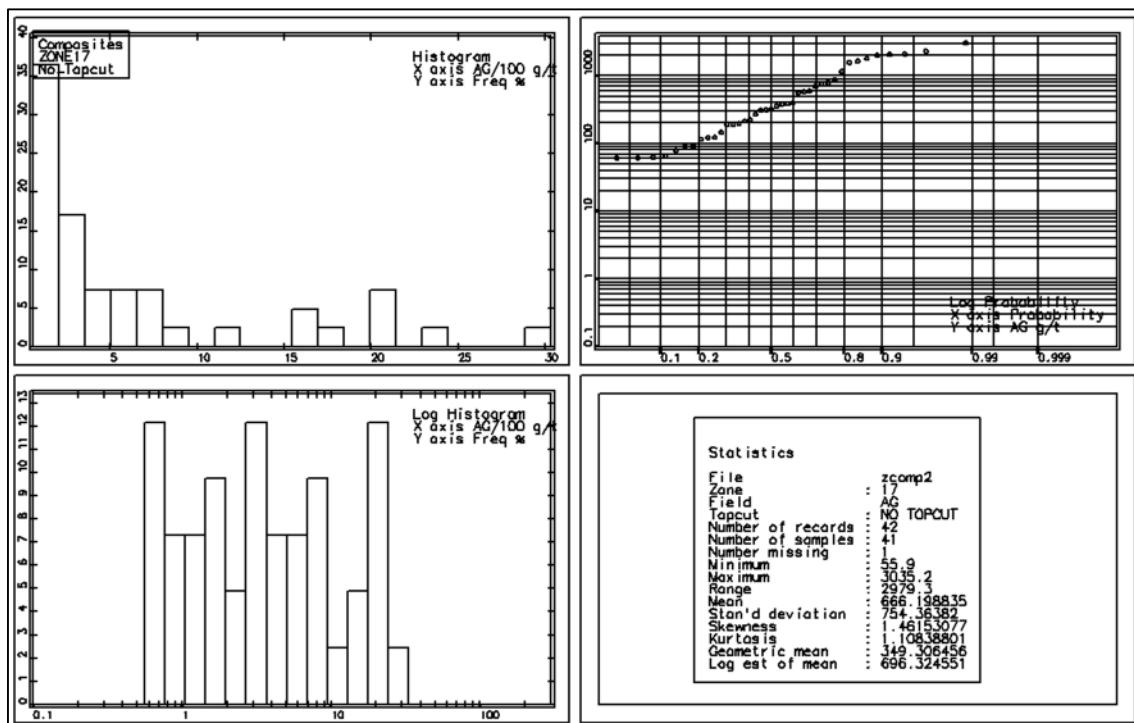 Composites
ZONE17
No Topcut
Histogram
X axis AG/100 g/t
Y axis Freq %
40
35
30
25
20
15
10
5
0
5
10
15
20
25
30
Log Probability
X axis Probability
Y axis AG g/t
1000
100
10
1
0.1
0.1
0.2
0.5
0.8
0.9
0.99
0.999
Log Histogram
X axis AG/100 g/t
Y axis Freq %
13
12
11
10
9
8
7
6
5
4
3
2
1
0
0.1
1
10
100
Statistics
File zcomp2
Zone : 17
Field : AG
Topcut : NO TOPCUT
Number of records : 42
Number of samples : 41
Number missing : 1
Minimum : 55.9
Maximum : 3035.2
Range : 2979.3
Mean : 666.198835
Stan'd deviation : 754.36382
Skewness : 1.46153077
Kurtosis : 1.10838801
Geometric mean : 349.306456
Log est of mean : 696.324551